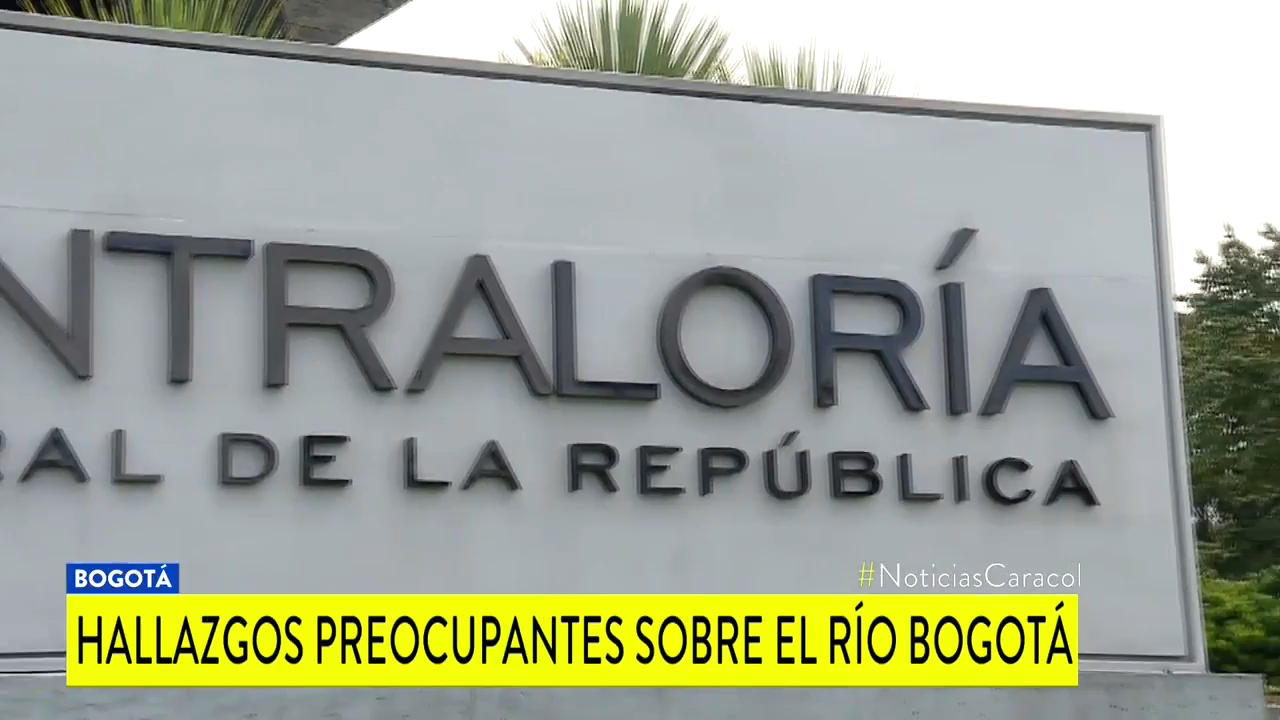 NTRALORÍA
RAL DE LA REPÚBLICA
BOGOTÁ
#NoticiasCaracol
HALLAZGOS PREOCUPANTES SOBRE EL RÍO BOGOTÁ